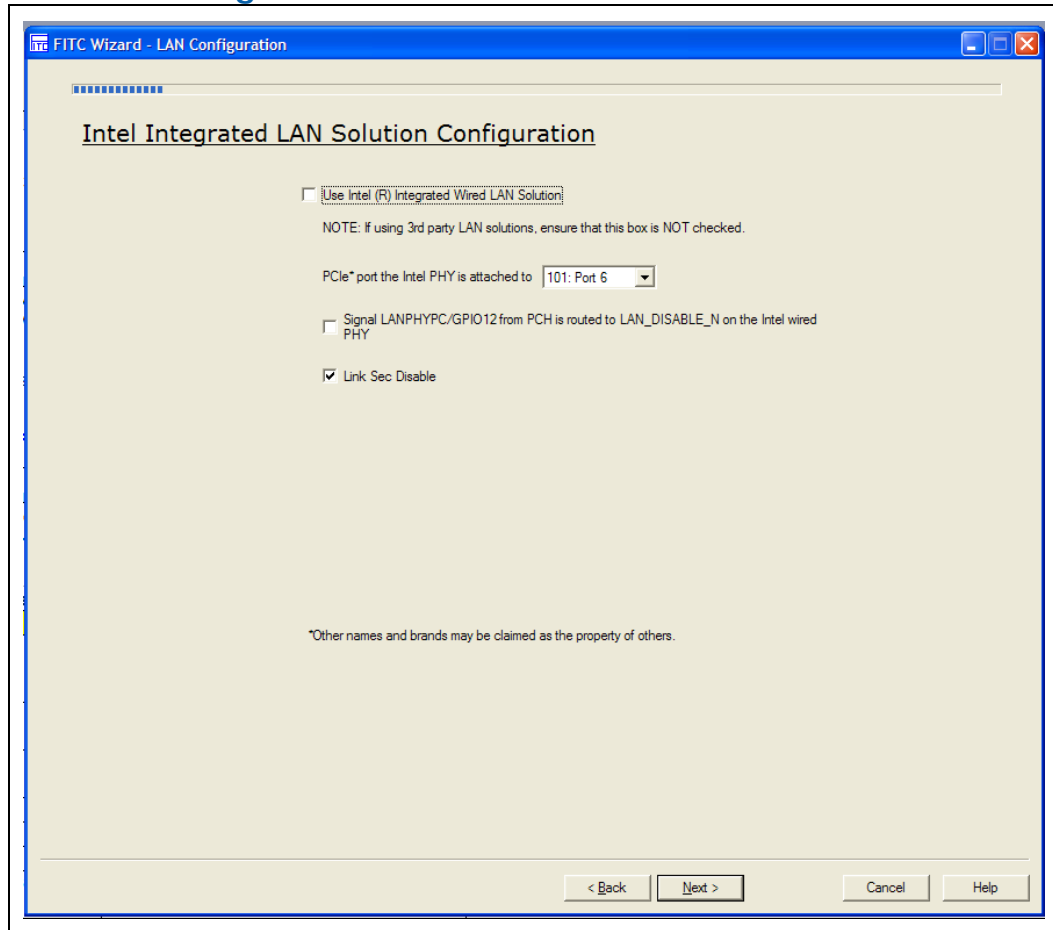 FITC Wizard - LAN Configuration
Intel Integrated LAN Solution Configuration
Use Intel (R) Integrated Wired LAN Solution
NOTE: If using 3rd party LAN solutions, ensure that this box is NOT checked.
PCIe* port the Intel PHY is attached to 101: Port 6
Signal LANPHYPC/GPIO12 from PCH is routed to LAN_DISABLE_N on the Intel wired
PHY
Link Sec Disable
*Other names and brands may be claimed as the property of others.
< Back Next > Cancel Help